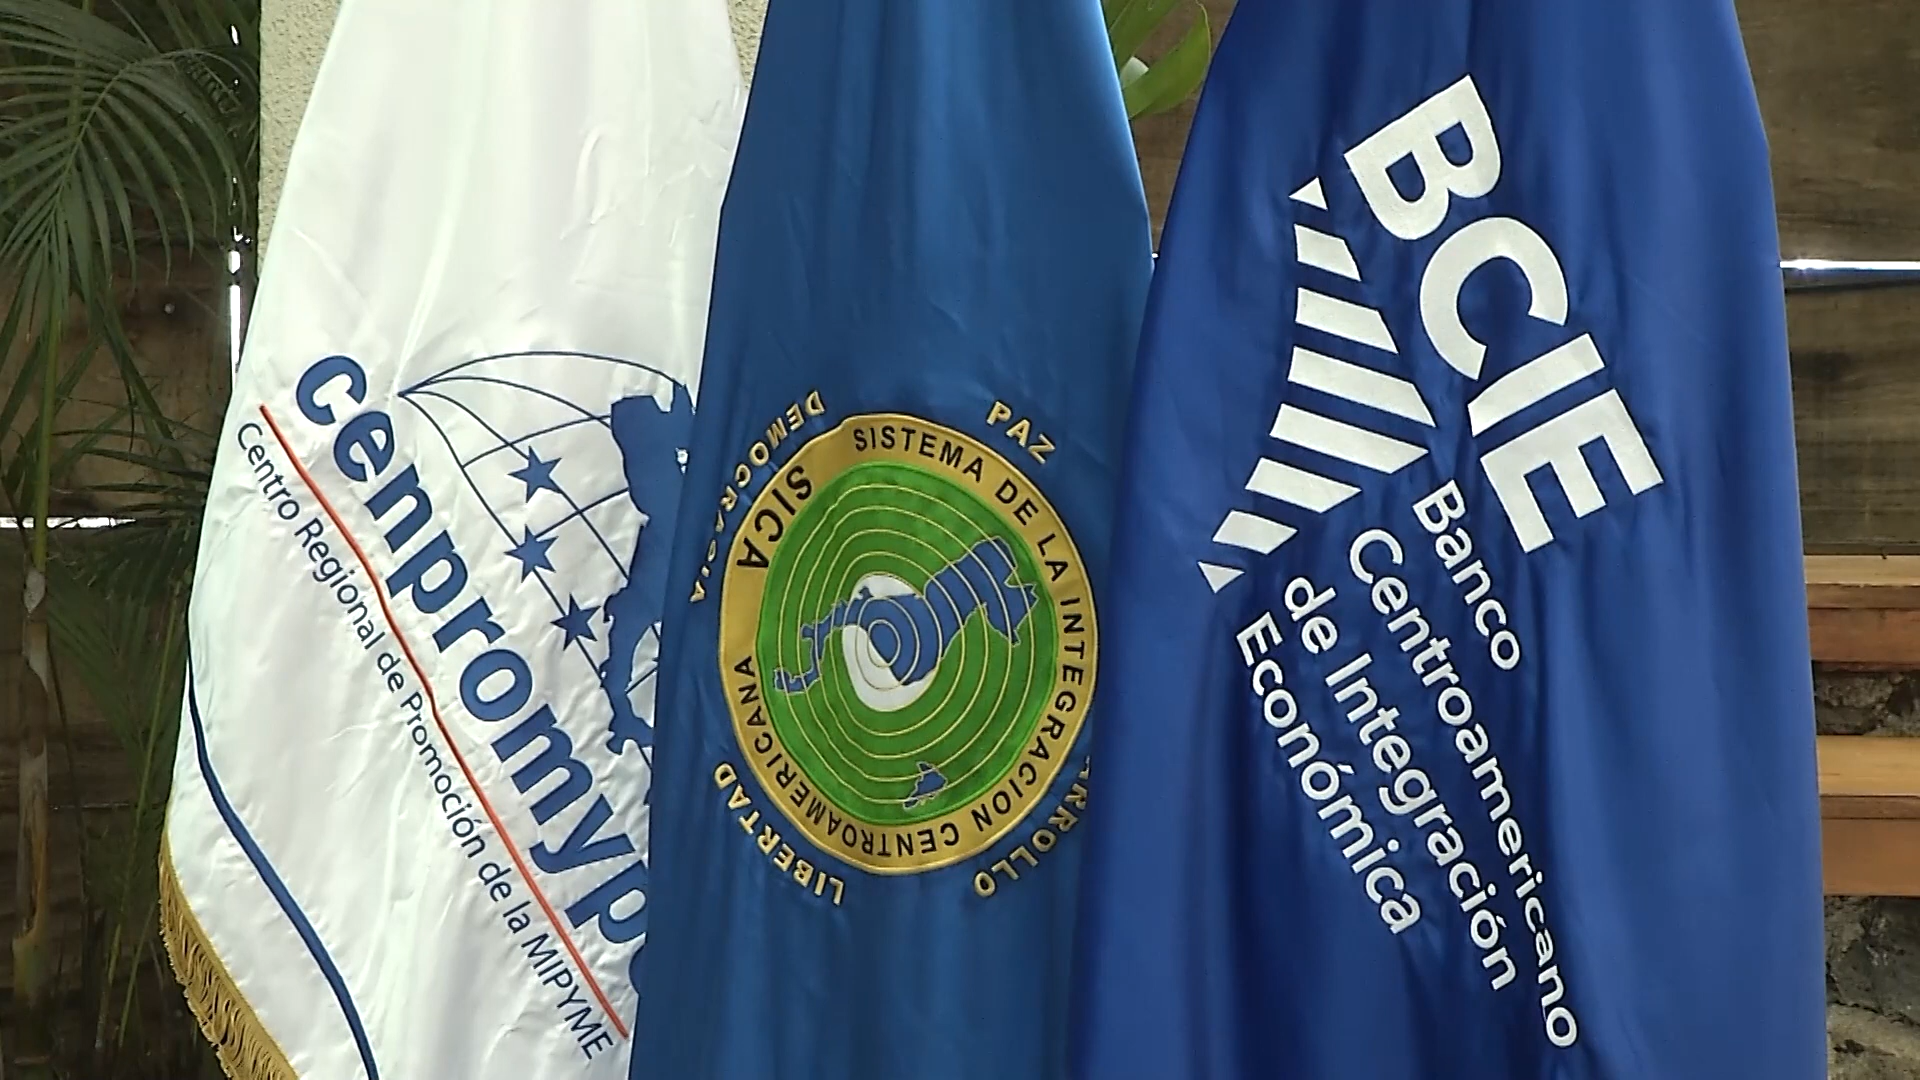 cenpromype
Centro Regional de Promoción de la MIPYME
DEMOCRACIA
PAZ
SICA
SISTEMA DE LA INTEGRACION CENTROAMERICANA
LIBERTAD
BCIE
Banco
Centroamericano
de Integración
Económica